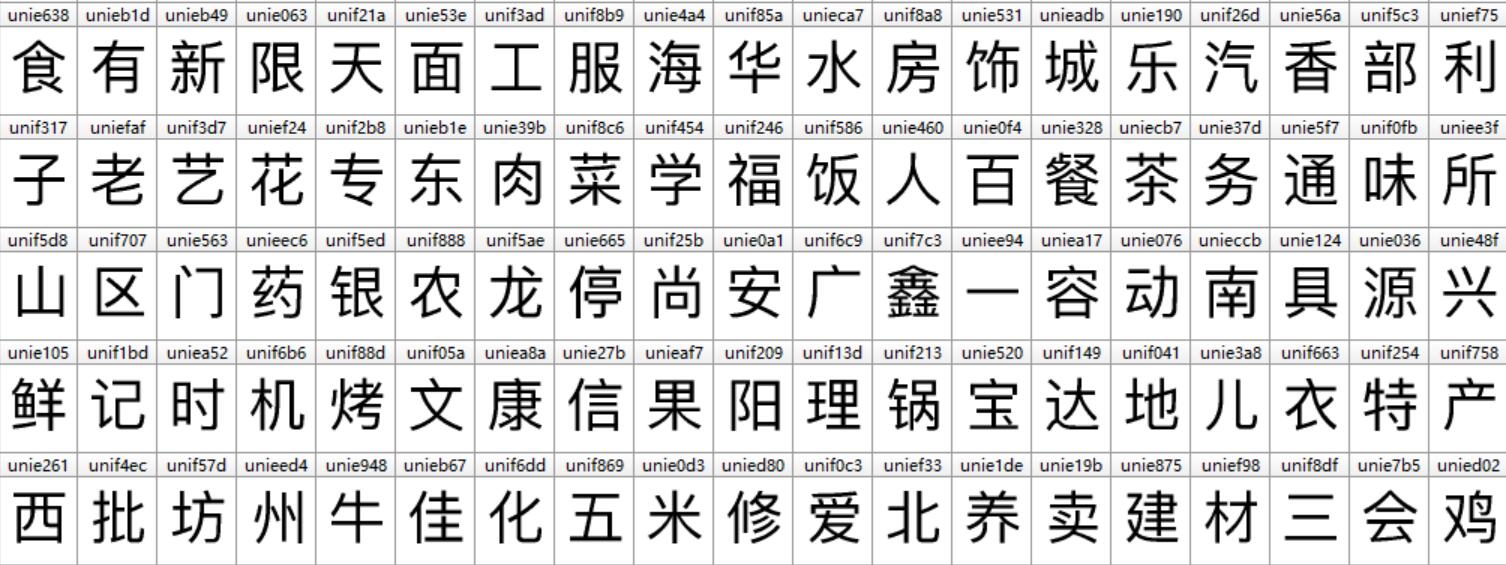 unie638 unieb1d unieb49 unie063 unif21a unie53e unif3ad unif8b9 unie4a4 unif85a unieca7 unif8a8 unie531 unieadb unie190 unif26d unie56a unif5c3 unief75
食 有 新 限 天 面 工 服 海 华 水 房 饰 城 乐 汽 香 部 利
unif317 uniefaf unif3d7 unief24 unif2b8 unieb1e unie39b unif8c6 unif454 unif246 unif586 unie460 unie0f4 unie328 uniecb7 unie37d unie5f7 unif0fb uniee3f
子 老 艺 花 专 东 肉 菜 学 福 饭 人 百 餐 茶 务 通 味 所
unif5d8 unif707 unie563 unieec6 unif5ed unif888 unif5ae unie665 unif25b unie0a1 unif6c9 unif7c3 uniee94 uniea17 unie076 unieccb unie124 unie036 unie48f
山 区 门 药 银 农 龙 停 尚 安 广 鑫 一 容 动 南 具 源 兴
unie105 unif1bd uniea52 unif6b6 unif88d unif05a uniea8a unie27b unieaf7 unif209 unif13d unif213 unie520 unif149 unif041 unie3a8 unif663 unif254 unif758
鲜 记 时 机 烤 文 康 信 果 阳 理 锅 宝 达 地 儿 衣 特 产
unie261 unif4ec unif57d unieed4 unie948 unieb67 unif6dd unif869 unie0d3 unied80 unif0c3 unief33 unie1de unie19b unie875 unief98 unif8df unie7b5 unied02
西 批 坊 州 牛 佳 化 五 米 修 爱 北 养 卖 建 材 三 会 鸡